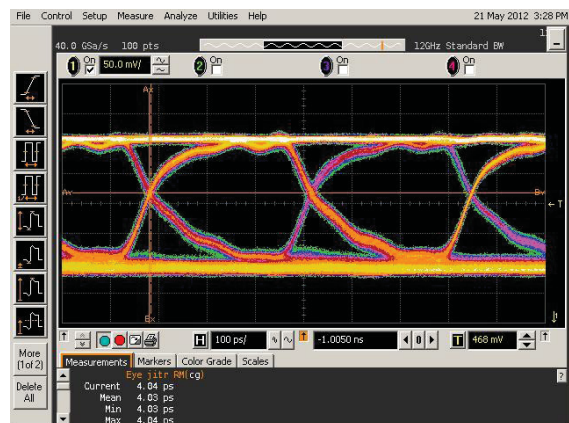 File Control Setup Measure Analyze Utilities Help 21 May 2012 3:28 PM
40.0 GSa/s 100 pts 12GHz Standard BW
1 On 50.0 mV/ 2 On 3 On 4 On
Ax
Av Bv
T
Bx
H 100 ps/ -1.0050 ns 0 T 468 mV
More
(1 of 2)
Delete
All
Measurements Markers Color Grade Scales
Eye jitr RM(cg)
Current 4.04 ps
Mean 4.03 ps
Min 4.03 ps
Max 4.04 ps
?